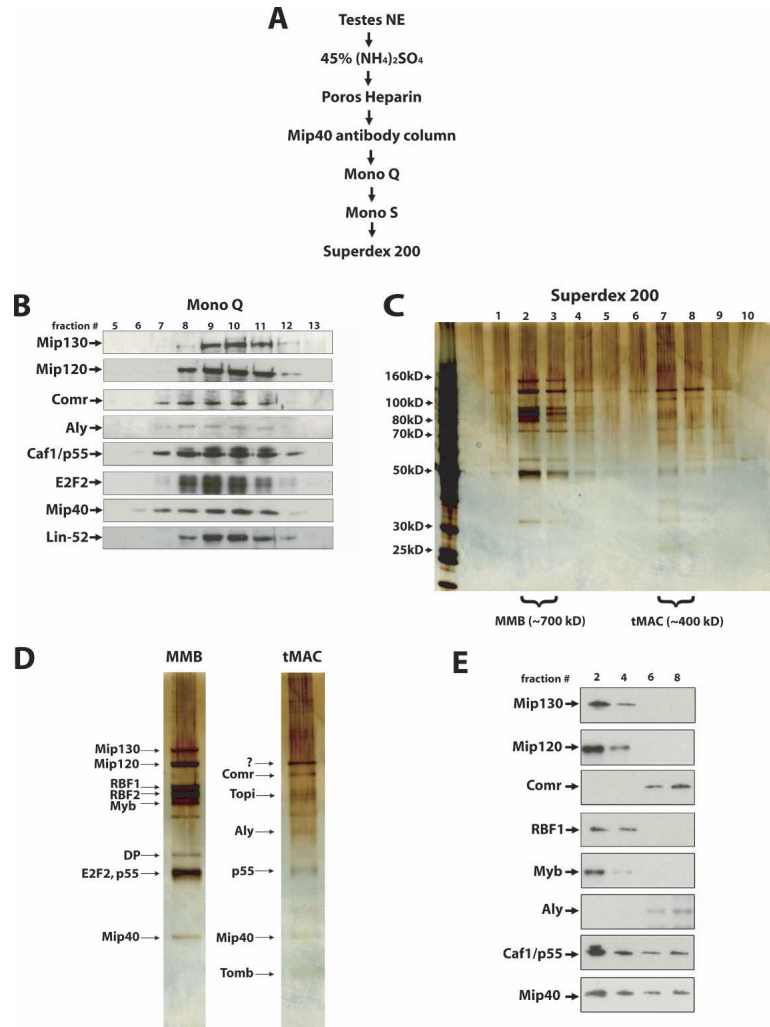 A
Testes NE
45% (NH₄)₂SO₄
Poros Heparin
Mip40 antibody column
Mono Q
Mono S
Superdex 200
B
Mono Q
fraction # 5 6 7 8 9 10 11 12 13
Mip130
Mip120
Comr
Aly
Caf1/p55
E2F2
Mip40
Lin-52
C
Superdex 200
1 2 3 4 5 6 7 8 9 10
160kD
100kD
80kD
70kD
50kD
30kD
25kD
MMB (~700 kD)
tMAC (~400 kD)
D
MMB
Mip130
Mip120
RBF1
RBF2
Myb
DP
E2F2, p55
Mip40
tMAC
?
Comr
Topi
Aly
p55
Mip40
Tomb
E
fraction # 2 4 6 8
Mip130
Mip120
Comr
RBF1
Myb
Aly
Caf1/p55
Mip40